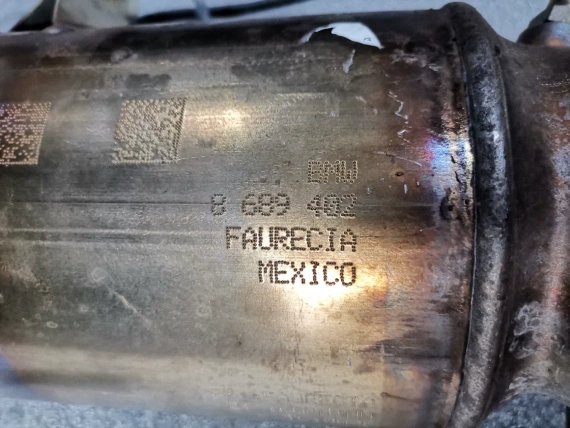 BMW
8 689 402
FAURECIA
MEXICO